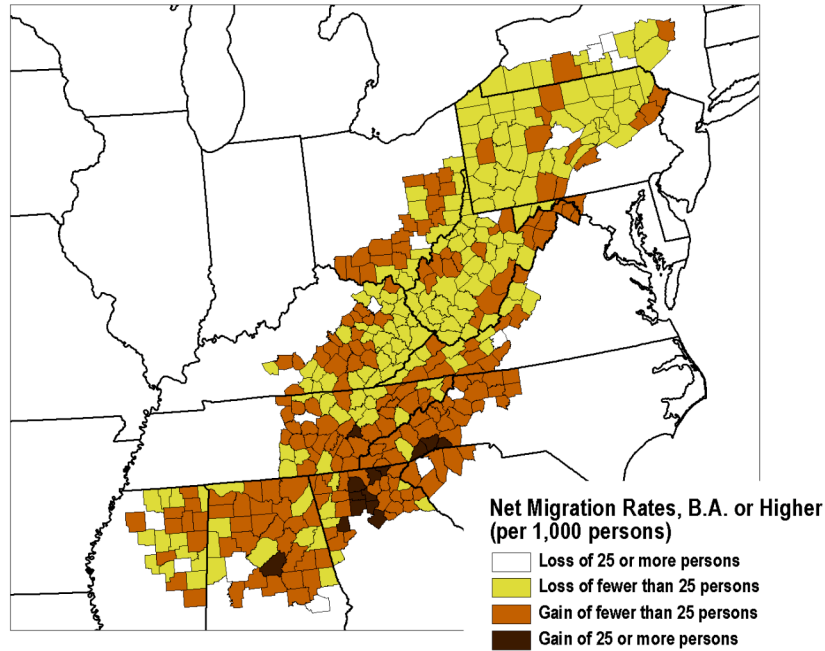 Net Migration Rates, B.A. or Higher
(per 1,000 persons)
Loss of 25 or more persons
Loss of fewer than 25 persons
Gain of fewer than 25 persons
Gain of 25 or more persons